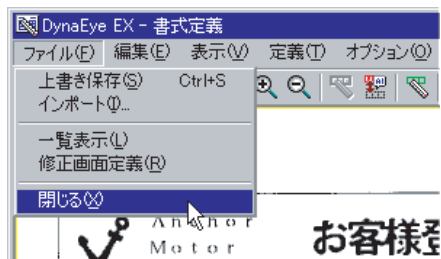 DynaEye EX - 書式定義
ファイル(F) 編集(E) 表示(V) 定義(T) オプション(O)
上書き保存(S) Ctrl+S
インポート(I)...
一覧表示(L)
修正画面定義(R)
閉じる(X)
Anchor
Motor
お客様